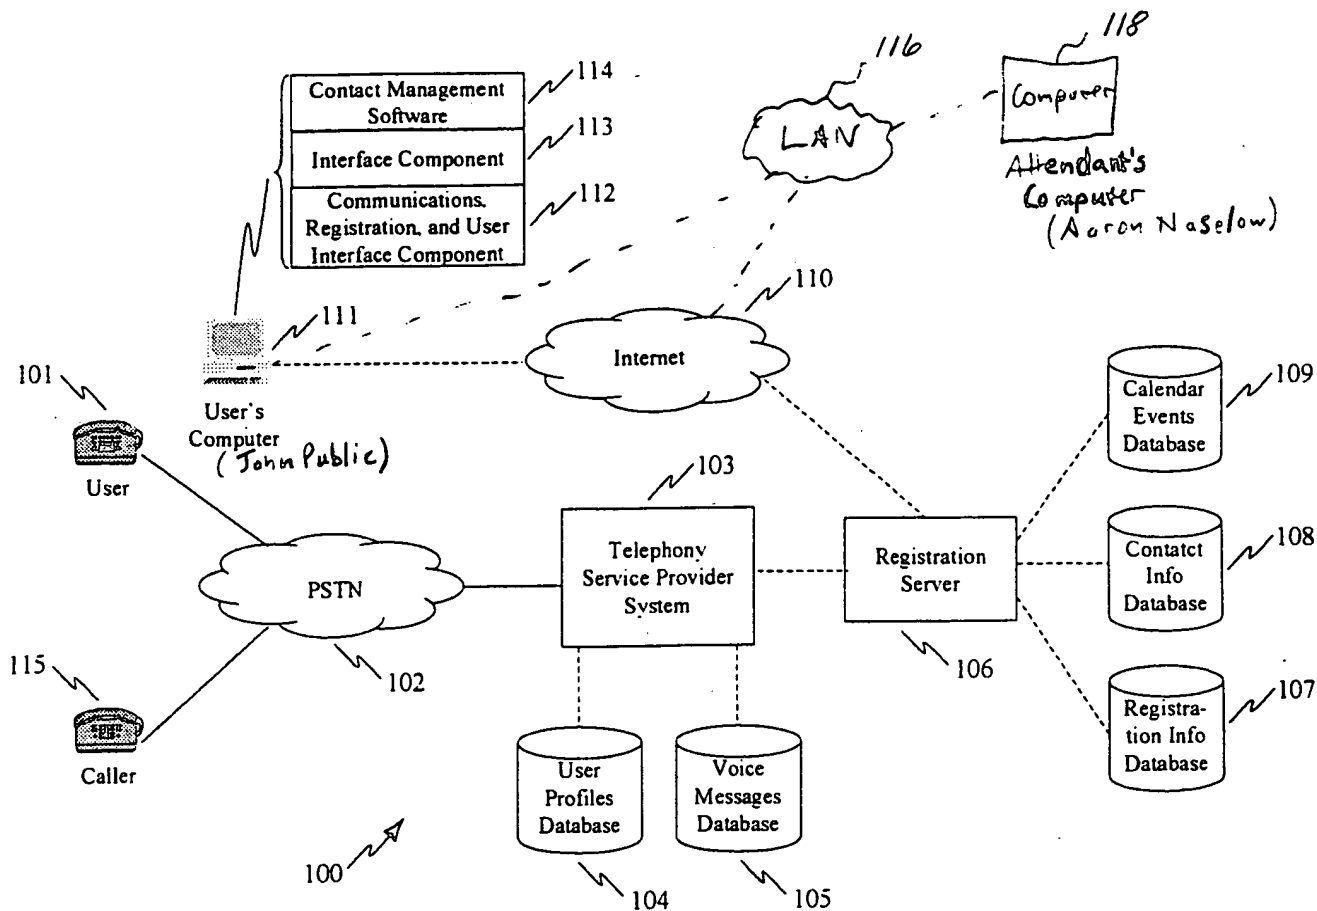 116
118
114
Contact Management
Software
Computer
LAN
113
Interface Component
Attendant's
Computer
(Aaron Naselow)
112
Communications,
Registration, and User
Interface Component
110
111
Internet
101
109
Calendar
Events
Database
User's
Computer
(John Public)
User
103
Telephony
Service Provider
System
Registration
Server
108
Contatct
Info
Database
PSTN
115
102
106
107
Registra-
tion Info
Database
Caller
User
Profiles
Database
Voice
Messages
Database
100
104
105